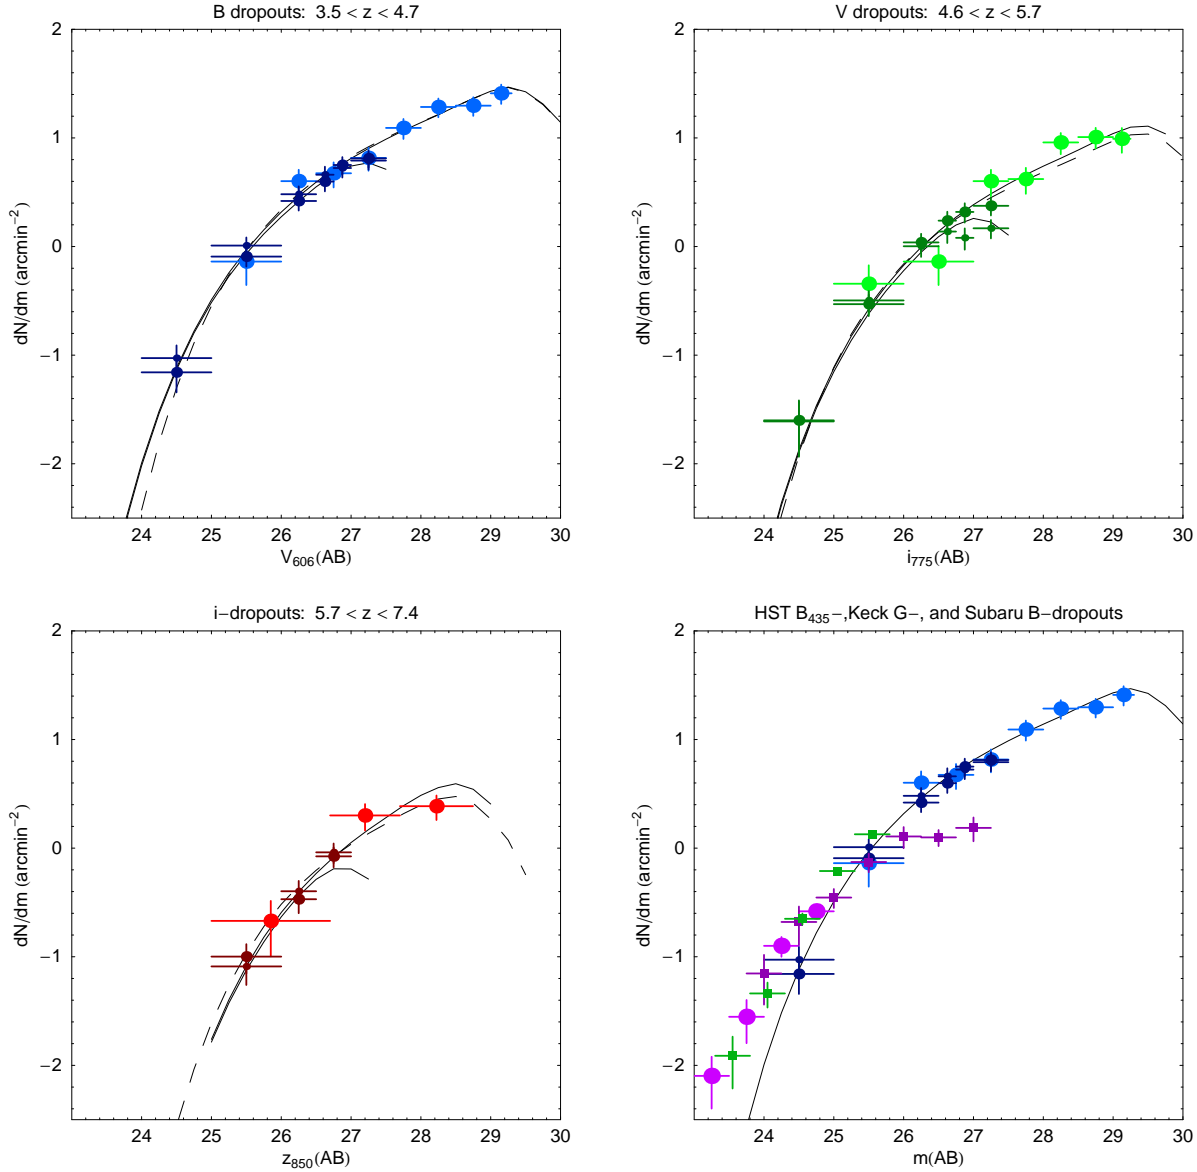 B dropouts: 3.5 < z < 4.7
2
1
0
−1
−2
dN/dm (arcmin⁻²)
24 25 26 27 28 29 30
V₆₀₆(AB)
V dropouts: 4.6 < z < 5.7
2
1
0
−1
−2
dN/dm (arcmin⁻²)
24 25 26 27 28 29 30
i₇₇₅(AB)
i−dropouts: 5.7 < z < 7.4
2
1
0
−1
−2
dN/dm (arcmin⁻²)
24 25 26 27 28 29 30
z₈₅₀(AB)
HST B₄₃₅−,Keck G−, and Subaru B−dropouts
2
1
0
−1
−2
dN/dm (arcmin⁻²)
24 25 26 27 28 29 30
m(AB)